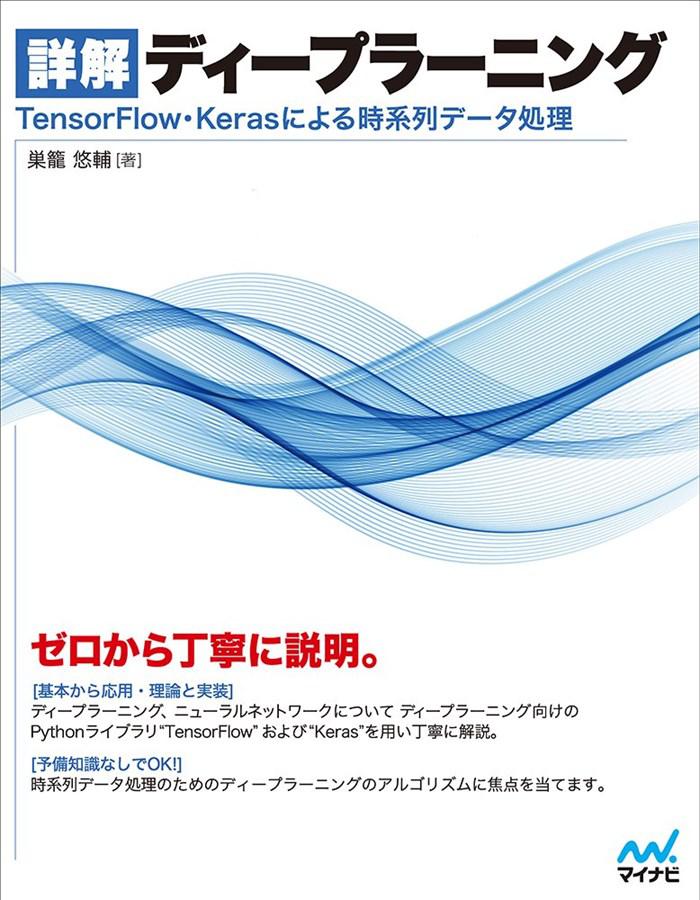 詳解 ディープラーニング
TensorFlow・Kerasによる時系列データ処理
巣籠 悠輔[著]
ゼロから丁寧に説明。
[基本から応用・理論と実装]
ディープラーニング、ニューラルネットワークについて ディープラーニング向けの
Pythonライブラリ“TensorFlow” および“Keras”を用い丁寧に解説。
[予備知識なしでOK!]
時系列データ処理のためのディープラーニングのアルゴリズムに焦点を当てます。
マイナビ